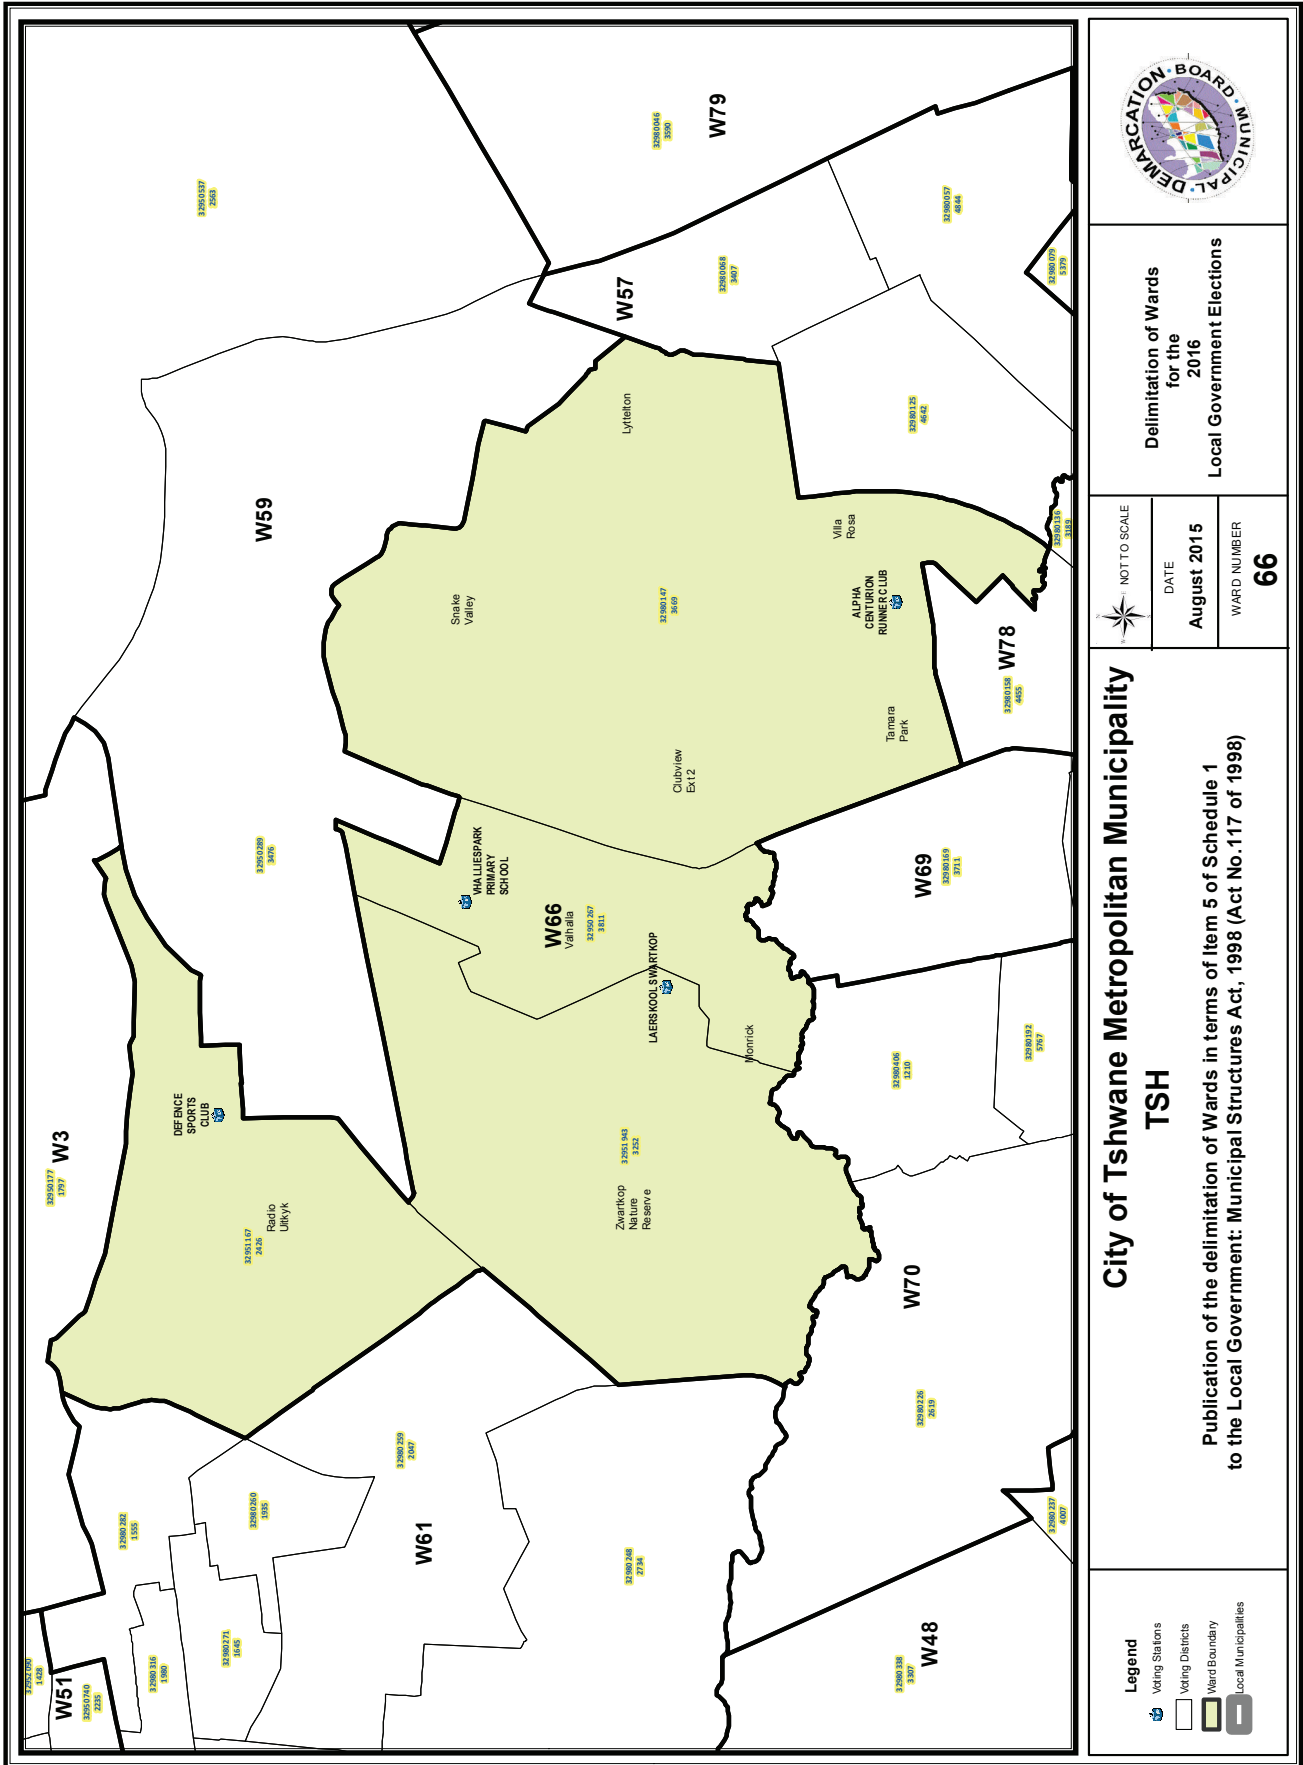 City of Tshwane Metropolitan Municipality
TSH
Publication of the delimitation of Wards in terms of Item 5 of Schedule 1
to the Local Government: Municipal Structures Act, 1998 (Act No.117 of 1998)
Legend
Voting Stations
Voting Districts
Ward Boundary
Local Municipalities
NOT TO SCALE
DATE
August 2015
WARD NUMBER
66
Delimitation of Wards
for the
2016
Local Government Elections
MUNICIPAL · DEMARCATION · BOARD ·
W51
32952090
1428
32950740
2235
32980316
1980
32980282
1555
32980271
1645
32980260
1935
W61
32980259
2047
32980248
2734
W48
32980338
3307
32980237
4007
W3
32950177
1797
DEFENCE
SPORTS
CLUB
Radio
Uitkyk
32951167
2426
32951943
3252
Zwartkop
Nature
Reserve
W70
32980226
2619
32980406
1210
32980192
5767
LAERSKOOL SWARTKOP
Monrick
W66
Valhalla
32950267
3811
VHALLIESPARK
PRIMARY
SCHOOL
32950289
3476
W59
W69
32980169
3711
Clubview
Ext 2
Tamara
Park
Snake
Valley
32980147
3669
ALPHA
CENTURION
RUNNER CLUB
Villa
Rosa
W78
32980158
4455
32980136
3189
Lyttelton
32980125
4642
W57
32980068
3407
32980079
5379
32980057
4844
W79
32980046
3590
32950537
2563